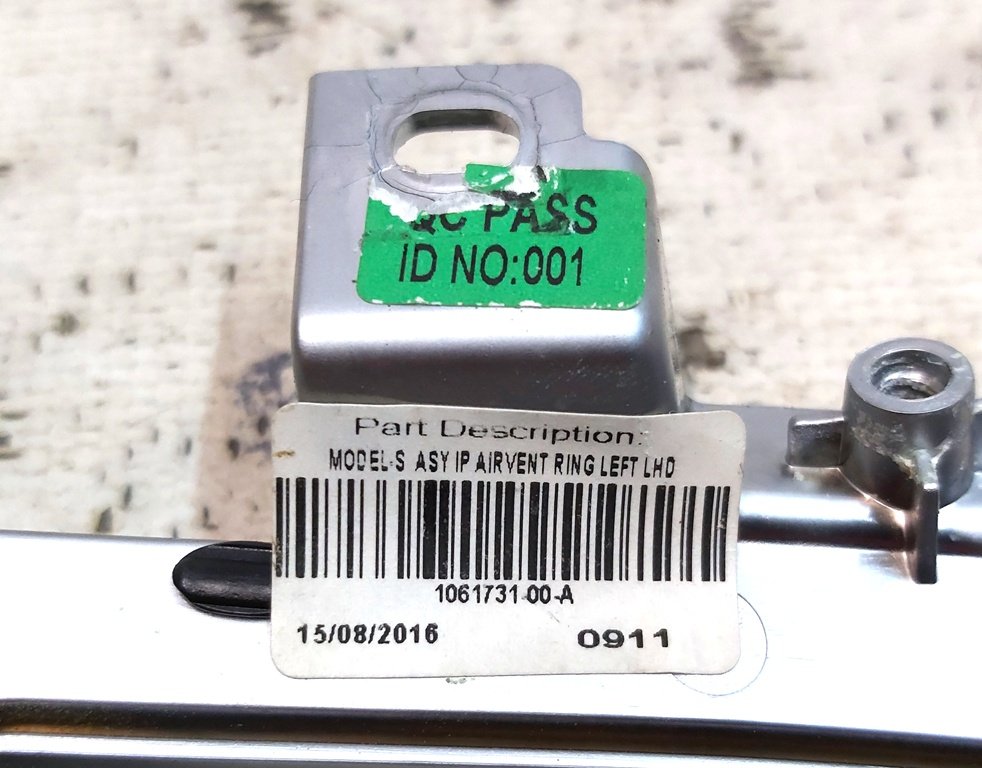 QC PASS
ID NO:001
Part Description:
MODEL-S ASY IP AIRVENT RING LEFT LHD
1061731-00-A
15/08/2016 0911